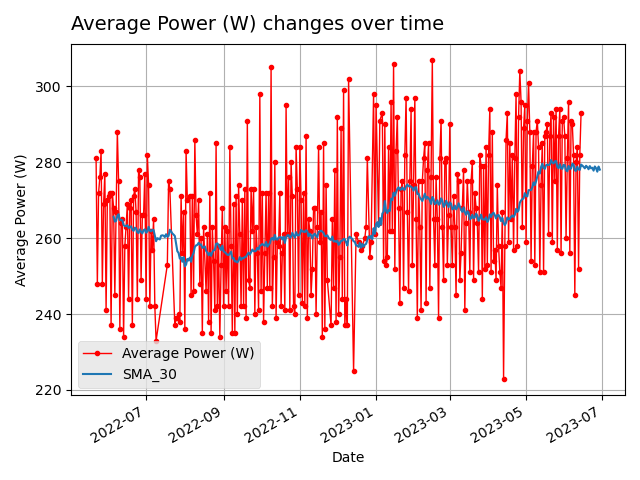 Average Power (W) changes over time
Average Power (W)
300
280
260
240
220
Average Power (W)
SMA_30
2022-07
2022-09
2022-11
2023-01
2023-03
2023-05
2023-07
Date